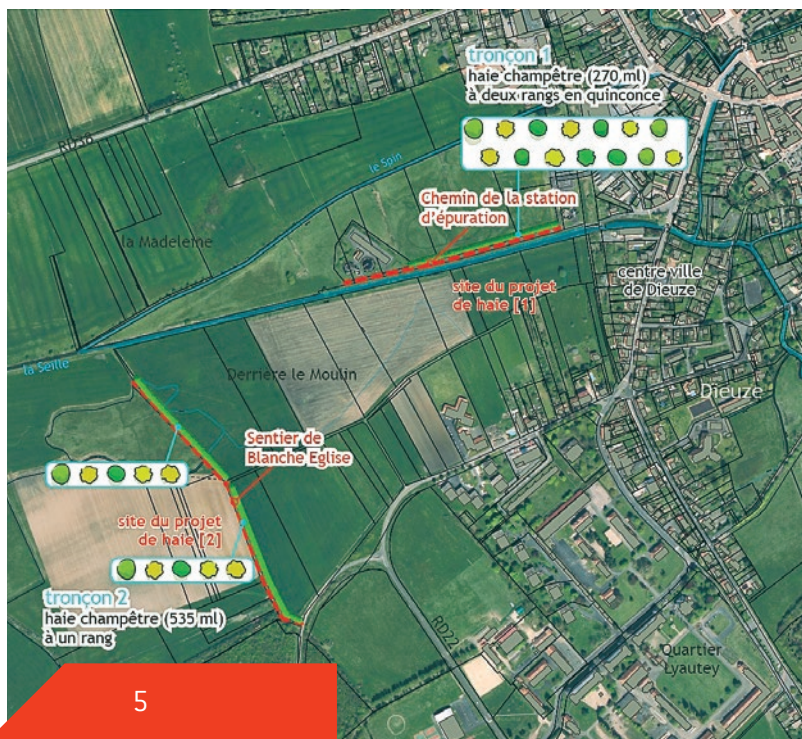 tronçon 1
haie champêtre (270 ml)
à deux rangs en quinconce
RD38
le Spin
Chemin de la station
d'épuration
la Madeleine
site du projet
de haie [1]
centre ville
de Dieuze
la Seille
Derrière le Moulin
Dieuze
Sentier de
Blanche Eglise
site du projet
de haie [2]
tronçon 2
haie champêtre (535 ml)
à un rang
RD22
Quartier
Lyautey
5